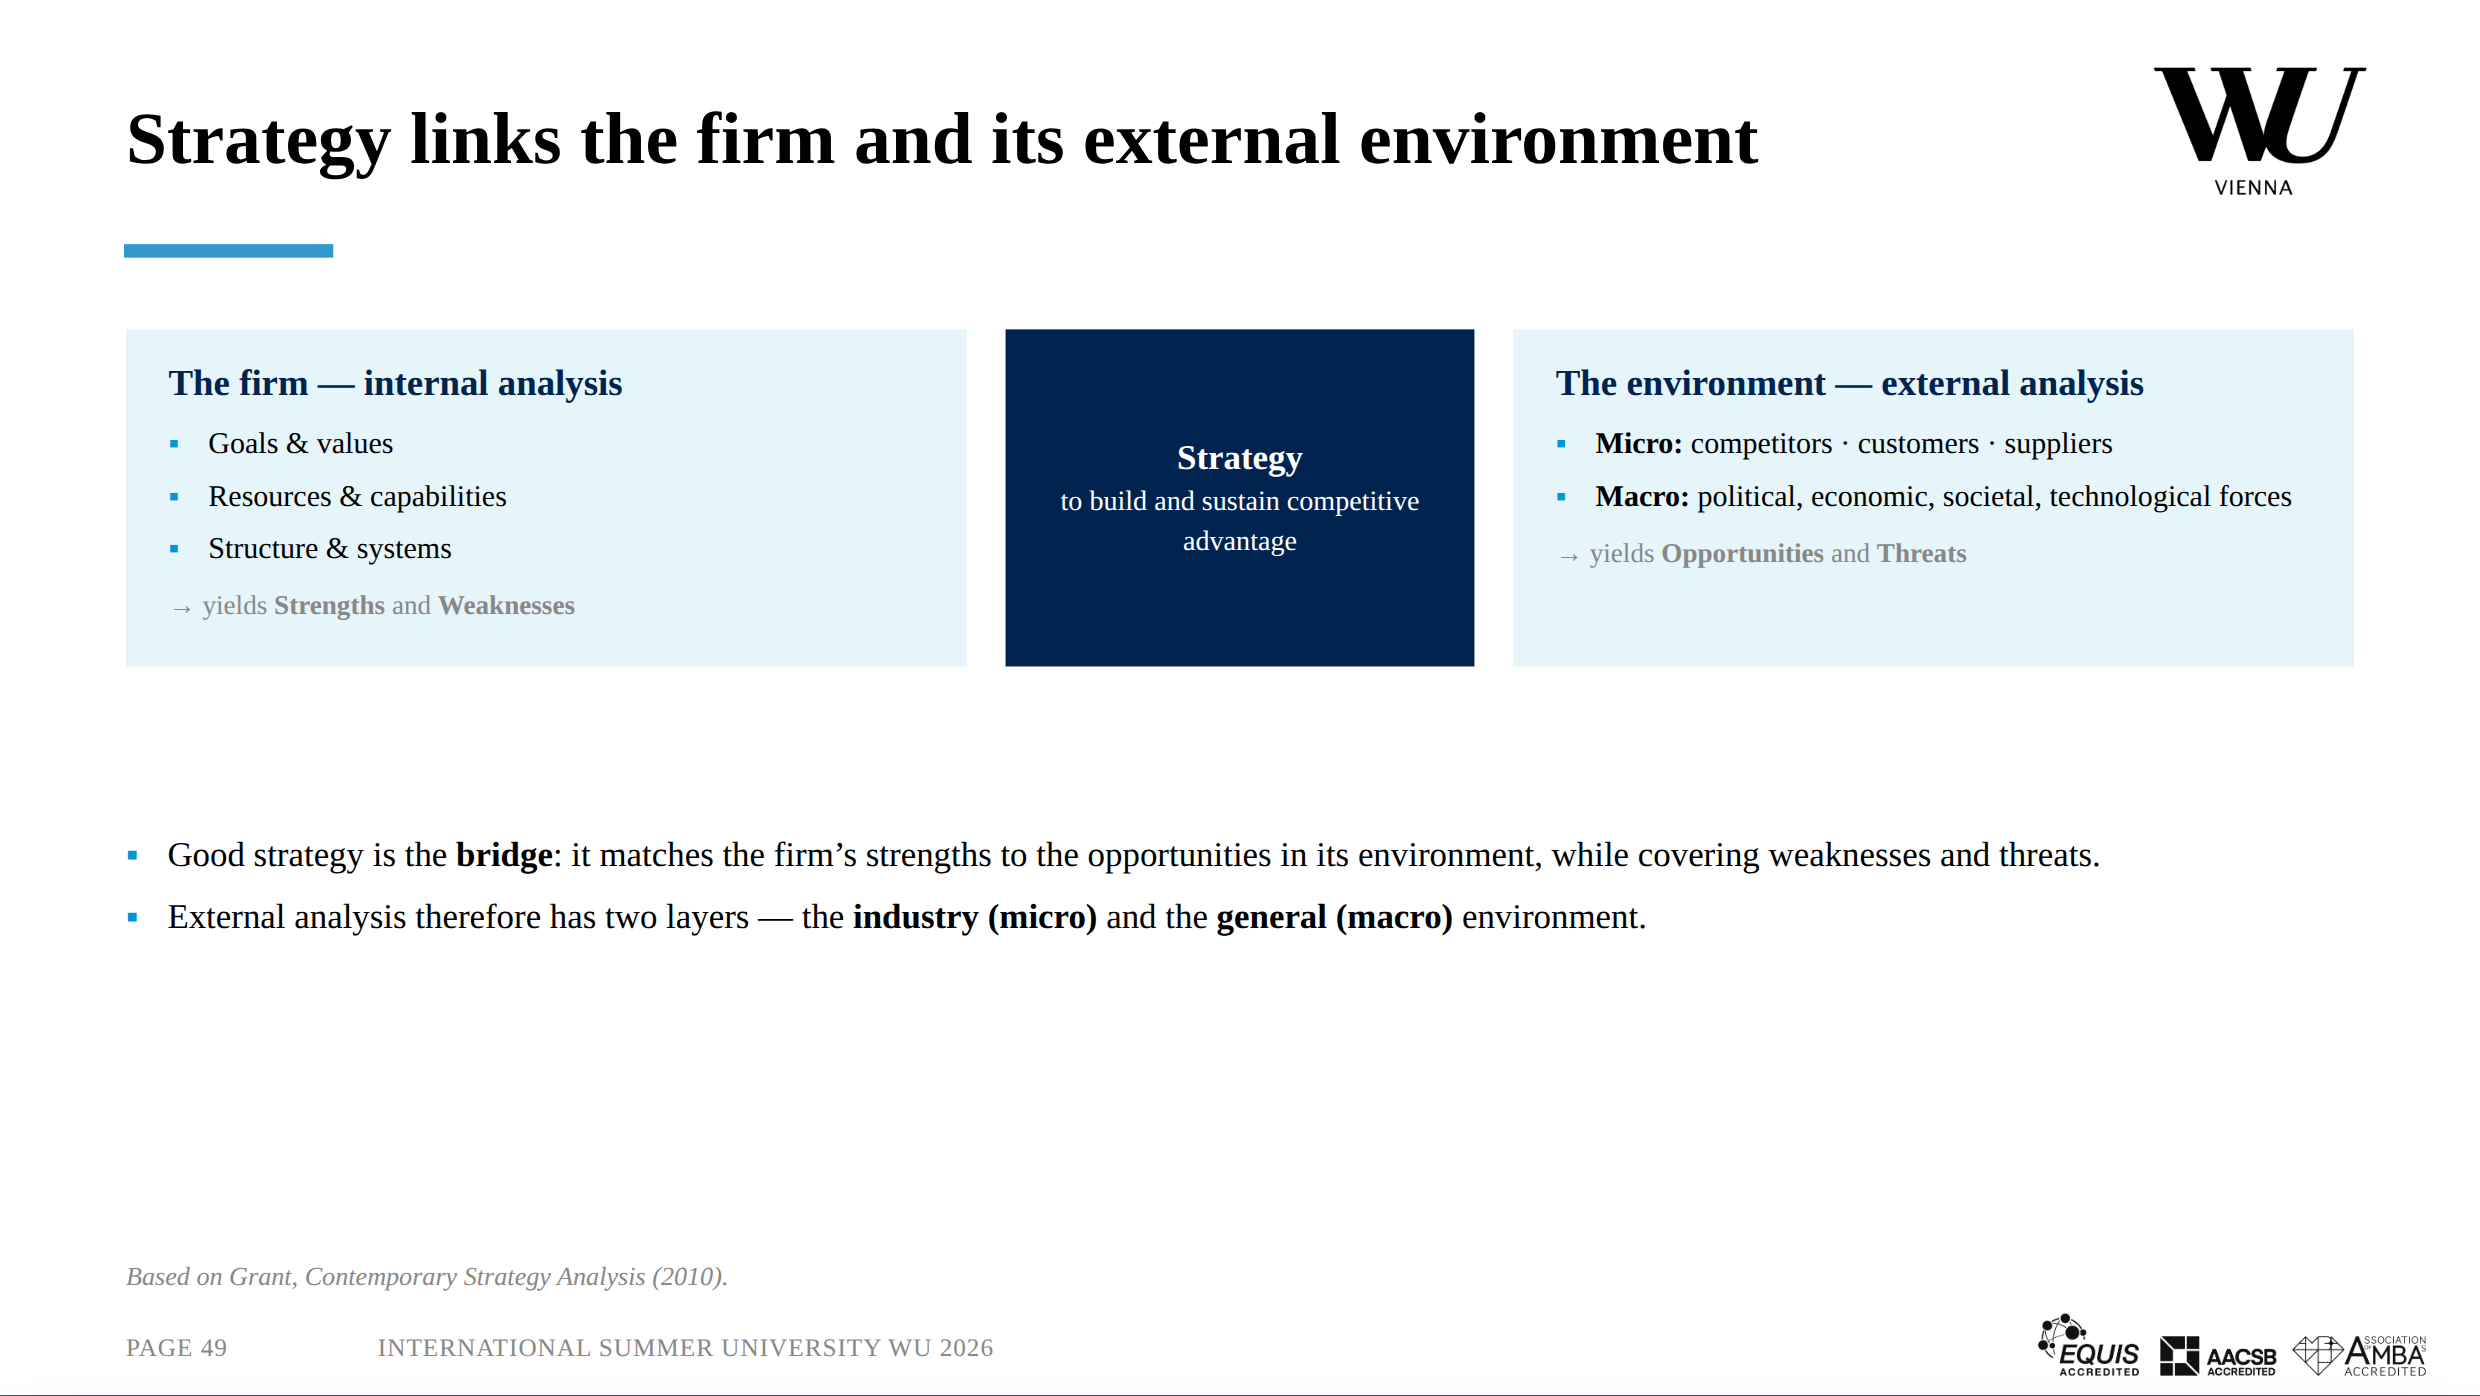 Strategy links the firm and its external environment
WU
VIENNA
The firm — internal analysis
▪ Goals & values
▪ Resources & capabilities
▪ Structure & systems
→ yields Strengths and Weaknesses
Strategy
to build and sustain competitive
advantage
The environment — external analysis
▪ Micro: competitors · customers · suppliers
▪ Macro: political, economic, societal, technological forces
→ yields Opportunities and Threats
▪ Good strategy is the bridge: it matches the firm’s strengths to the opportunities in its environment, while covering weaknesses and threats.
▪ External analysis therefore has two layers — the industry (micro) and the general (macro) environment.
Based on Grant, Contemporary Strategy Analysis (2010).
PAGE 49 INTERNATIONAL SUMMER UNIVERSITY WU 2026
EQUIS
ACCREDITED
AACSB
ACCREDITED
ASSOCIATION
OF
AMBAS
ACCREDITED